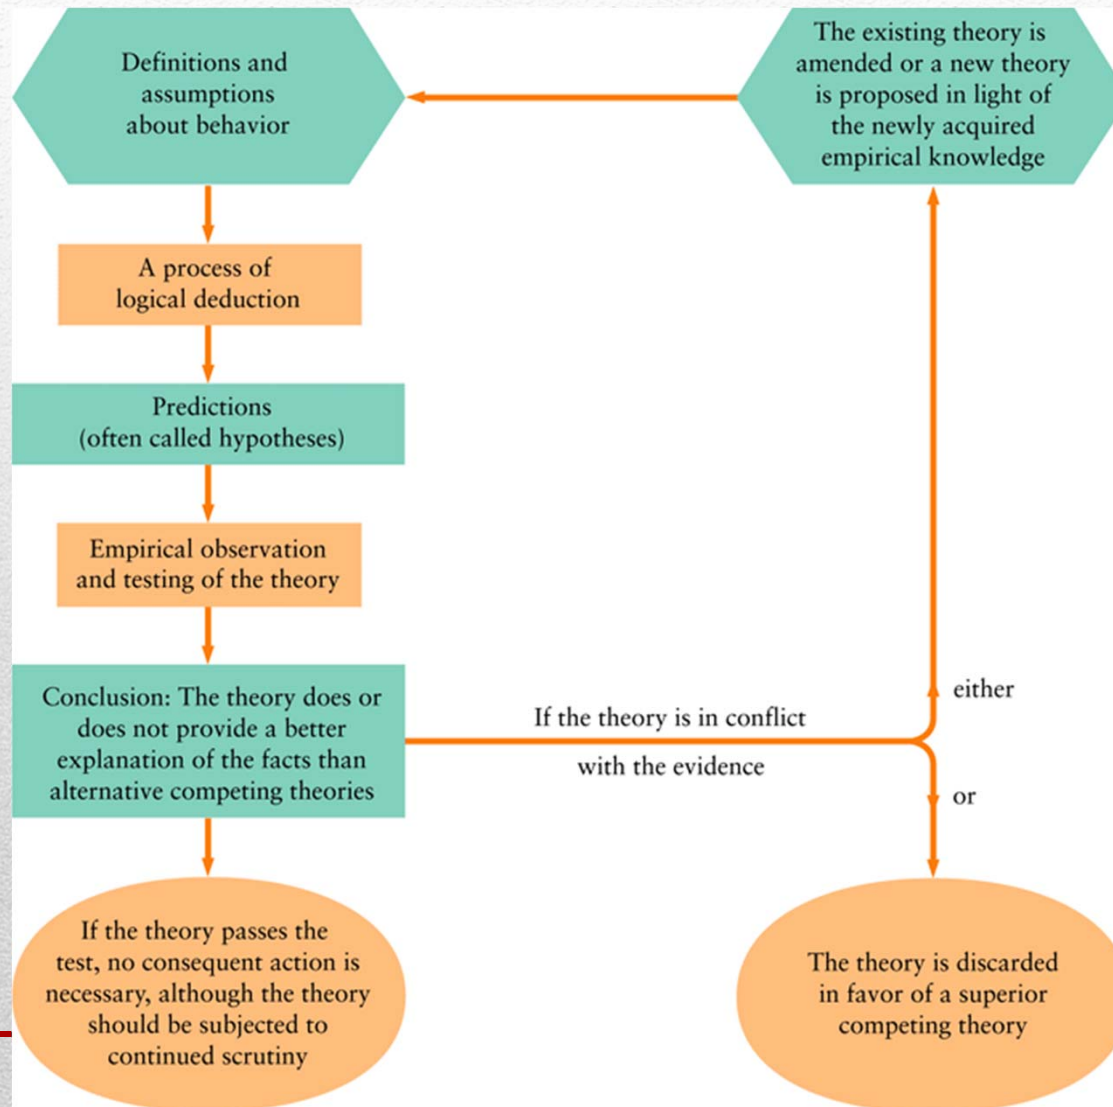 Definitions and
assumptions
about behavior
The existing theory is
amended or a new theory
is proposed in light of
the newly acquired
empirical knowledge
A process of
logical deduction
Predictions
(often called hypotheses)
Empirical observation
and testing of the theory
Conclusion: The theory does or
does not provide a better
explanation of the facts than
alternative competing theories
If the theory is in conflict
with the evidence
either
or
If the theory passes the
test, no consequent action is
necessary, although the theory
should be subjected to
continued scrutiny
The theory is discarded
in favor of a superior
competing theory